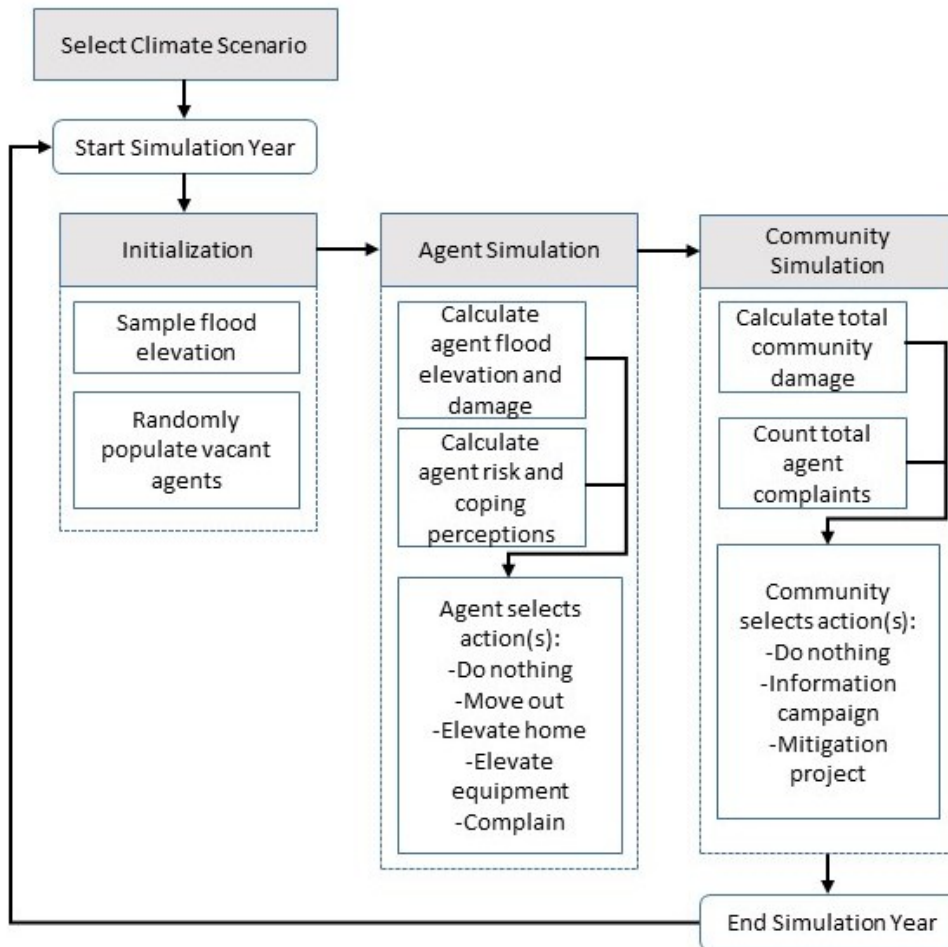 Select Climate Scenario
Start Simulation Year
Initialization
Sample flood
elevation
Randomly
populate vacant
agents
Agent Simulation
Calculate
agent flood
elevation and
damage
Calculate
agent risk and
coping
perceptions
Agent selects
action(s):
-Do nothing
-Move out
-Elevate home
-Elevate
equipment
-Complain
Community
Simulation
Calculate total
community
damage
Count total
agent
complaints
Community
selects action(s):
-Do nothing
-Information
campaign
-Mitigation
project
End Simulation Year